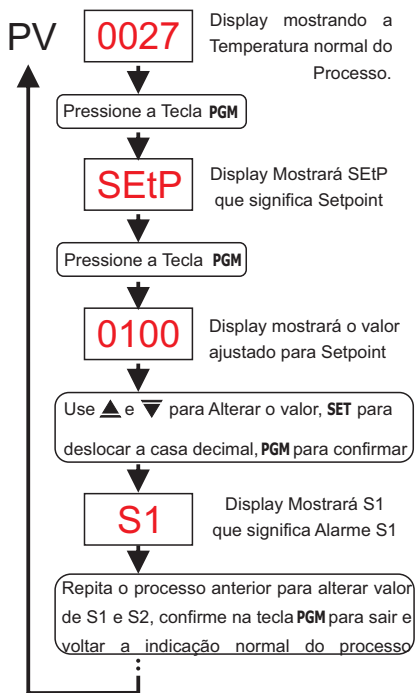 PV
0027
Display mostrando a
Temperatura normal do
Processo.
Pressione a Tecla PGM
SEtP
Display Mostrará SEtP
que significa Setpoint
Pressione a Tecla PGM
0100
Display mostrará o valor
ajustado para Setpoint
Use ▲ e ▼ para Alterar o valor, SET para
deslocar a casa decimal, PGM para confirmar
S1
Display Mostrará S1
que significa Alarme S1
Repita o processo anterior para alterar valor
de S1 e S2, confirme na tecla PGM para sair e
voltar a indicação normal do processo